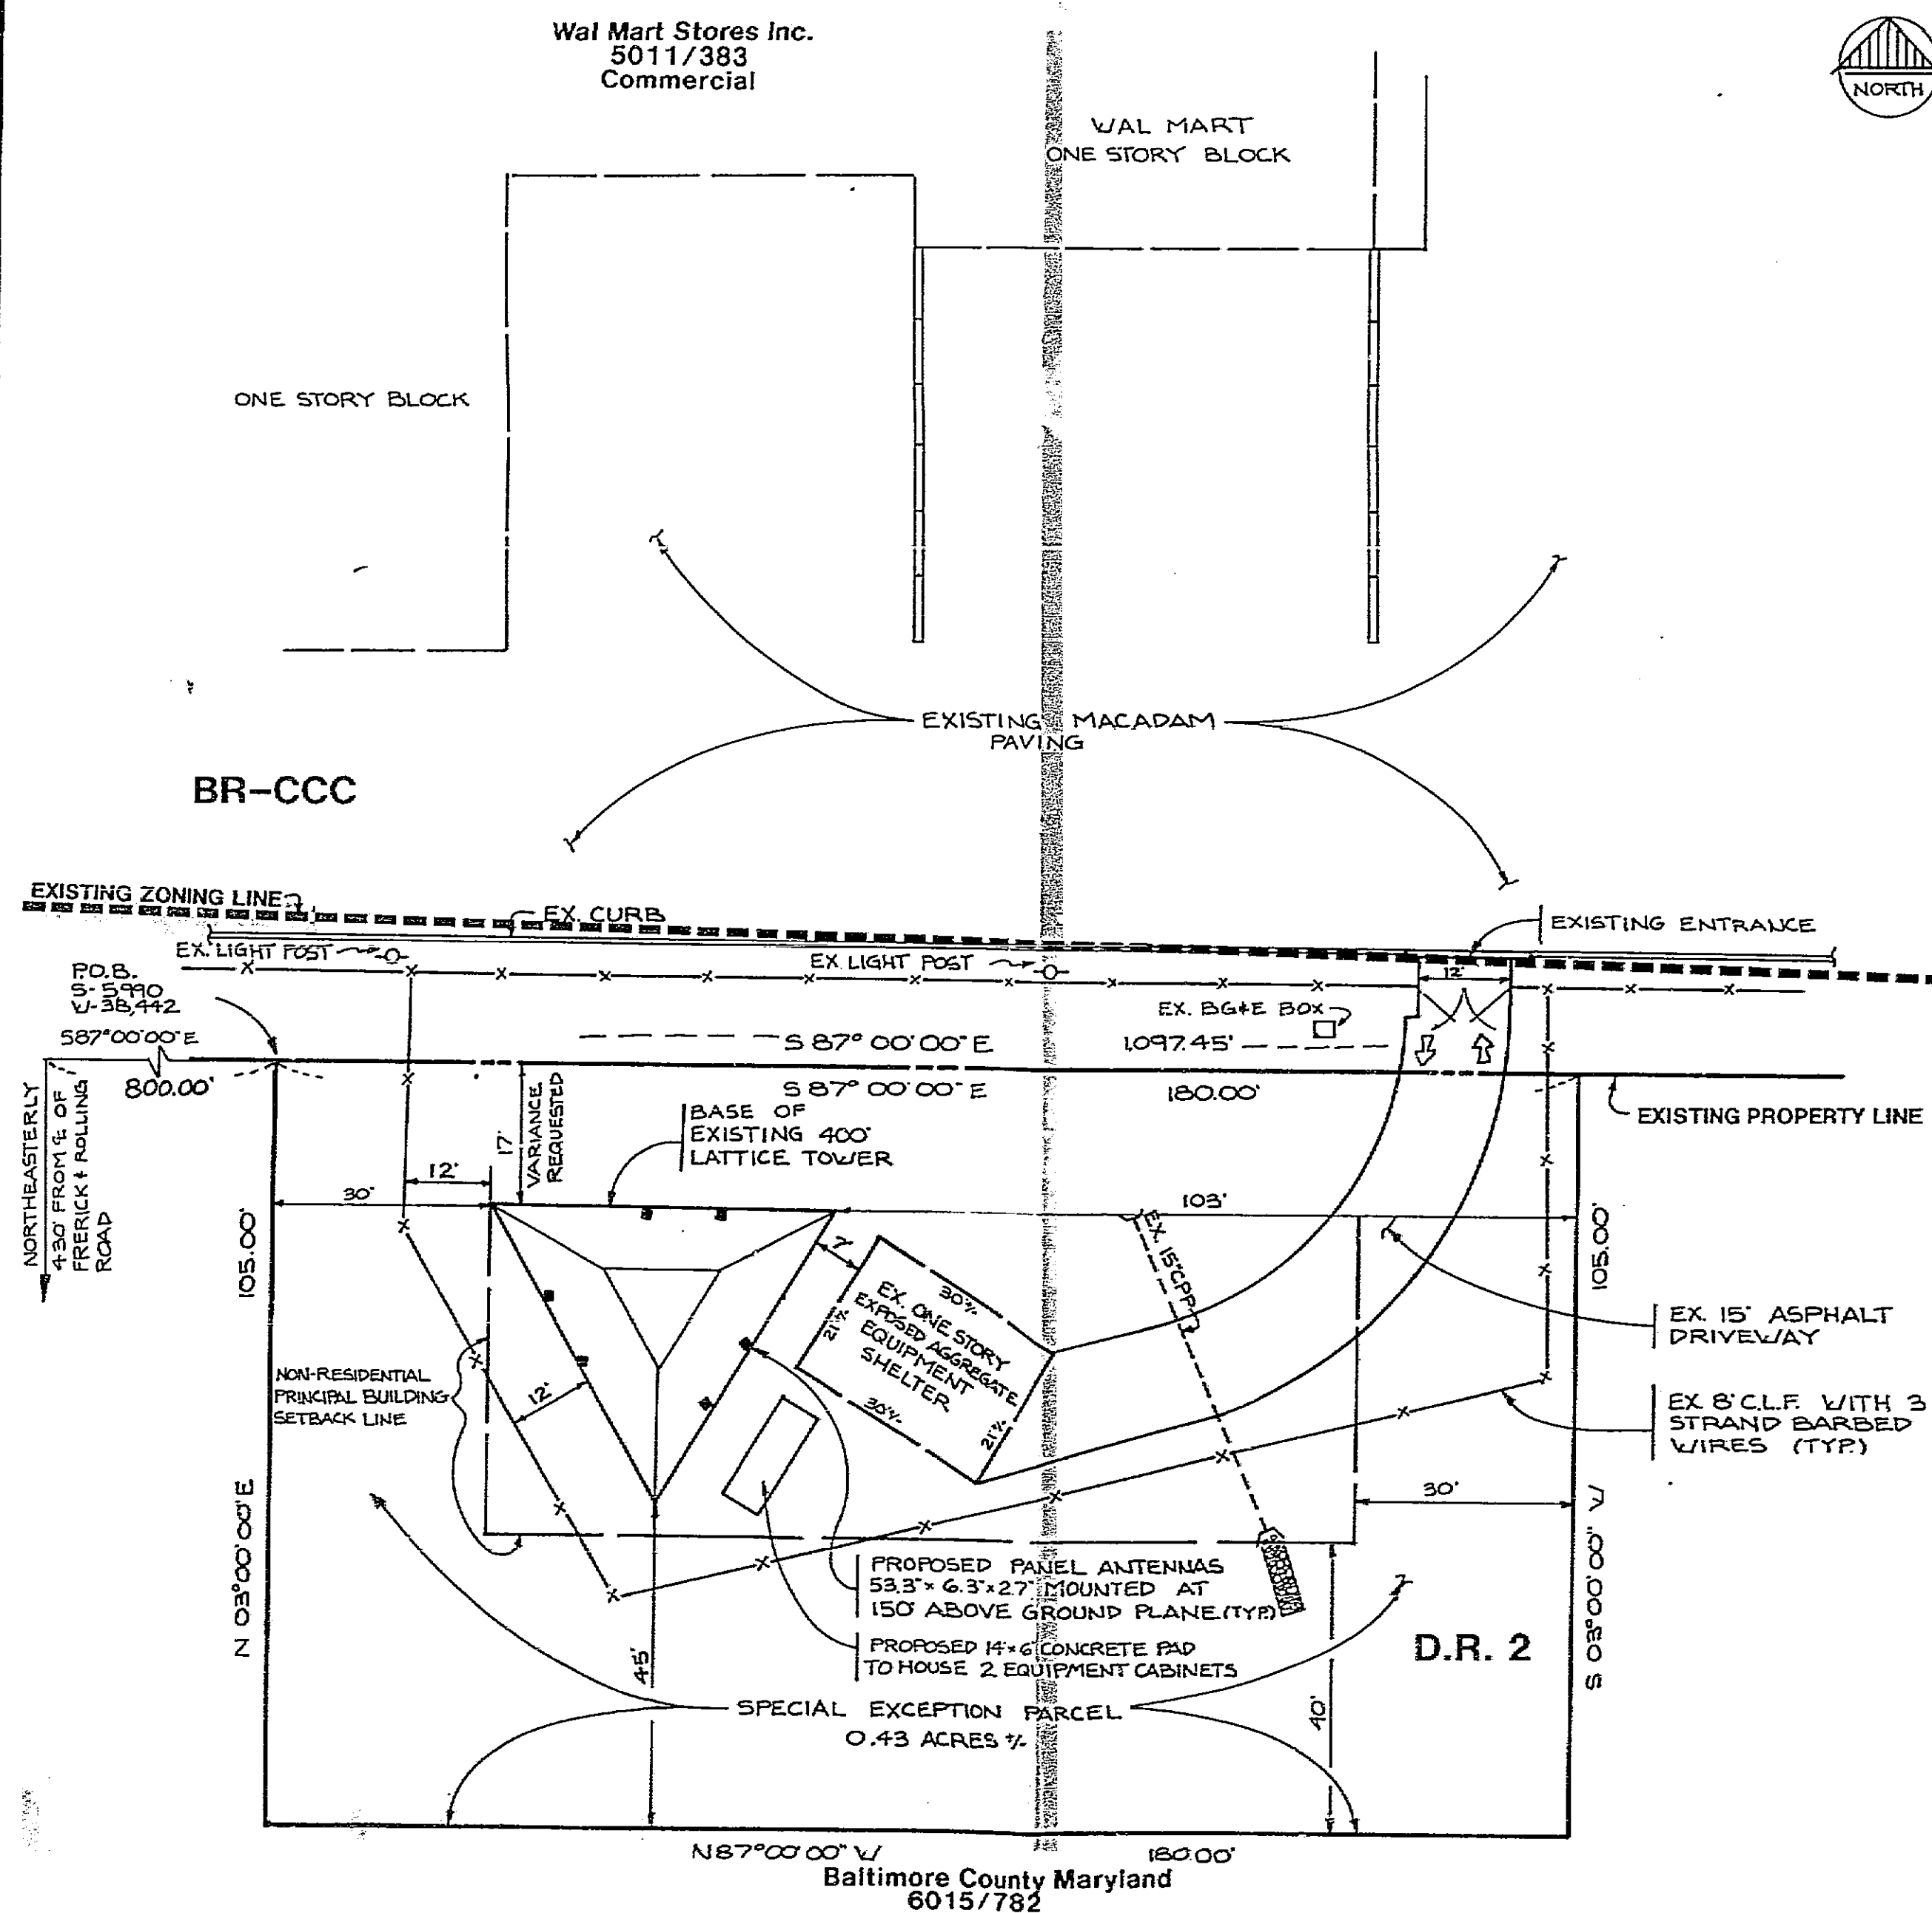 Wal Mart Stores Inc.
5011/383
Commercial
NORTH
WAL MART
ONE STORY BLOCK
ONE STORY BLOCK
EXISTING MACADAM
PAVING
BR-CCC
EXISTING ZONING LINE
EX. CURB
EXISTING ENTRANCE
EX. LIGHT POST
EX. LIGHT POST
12'
P.O.B.
S-5,990
W-38,442
EX. BG&E BOX
S87°00'00"E
800.00'
S 87° 00' 00" E
1,097.45'
S 87° 00' 00" E
180.00'
EXISTING PROPERTY LINE
NORTHEASTERLY
430' FROM ℄ OF
FRERICK & ROLLING
ROAD
17'
VARIANCE
REQUESTED
BASE OF
EXISTING 400'
LATTICE TOWER
12'
30'
103'
105.00'
105.00'
7'
EX. 15" C.P.P.
30'±
21'±
EX. ONE STORY
EXPOSED AGGREGATE
EQUIPMENT
SHELTER
30'±
21'±
EX. 15' ASPHALT
DRIVEWAY
NON-RESIDENTIAL
PRINCIPAL BUILDING
SETBACK LINE
12'
EX. 8' C.L.F. WITH 3
STRAND BARBED
WIRES (TYP.)
30'
N 03°00'00"E
S 03°00'00" W
PROPOSED PANEL ANTENNAS
53.3" x 6.3" x 2.7" MOUNTED AT
150' ABOVE GROUND PLANE (TYP.)
PROPOSED 14' x 6' CONCRETE PAD
TO HOUSE 2 EQUIPMENT CABINETS
D.R. 2
45'
40'
SPECIAL EXCEPTION PARCEL
0.43 ACRES +/-
N87°00'00" W
180.00'
Baltimore County Maryland
6015/782